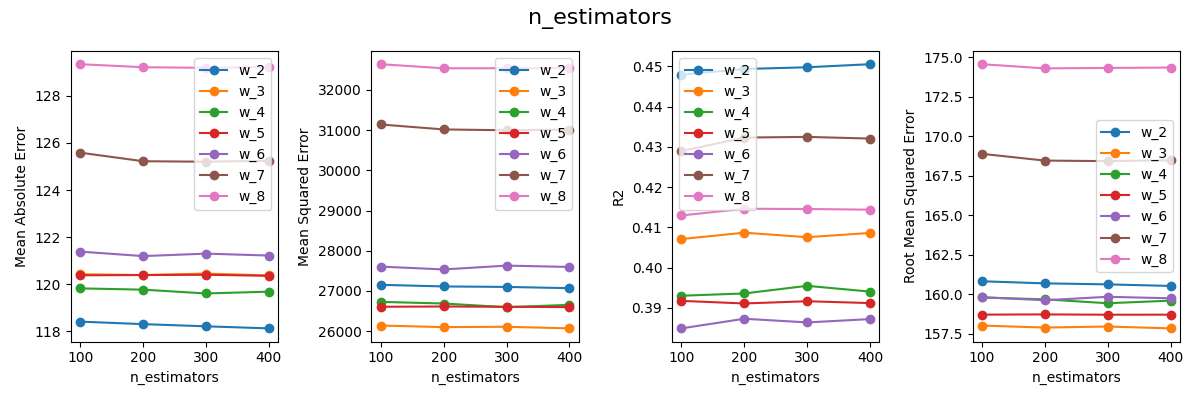 n_estimators
Mean Absolute Error
128
126
124
122
120
118
100 200 300 400
n_estimators
w_2
w_3
w_4
w_5
w_6
w_7
w_8
Mean Squared Error
32000
31000
30000
29000
28000
27000
26000
100 200 300 400
n_estimators
w_2
w_3
w_4
w_5
w_6
w_7
w_8
R2
0.45
0.44
0.43
0.42
0.41
0.40
0.39
100 200 300 400
n_estimators
w_2
w_3
w_4
w_5
w_6
w_7
w_8
Root Mean Squared Error
175.0
172.5
170.0
167.5
165.0
162.5
160.0
157.5
100 200 300 400
n_estimators
w_2
w_3
w_4
w_5
w_6
w_7
w_8